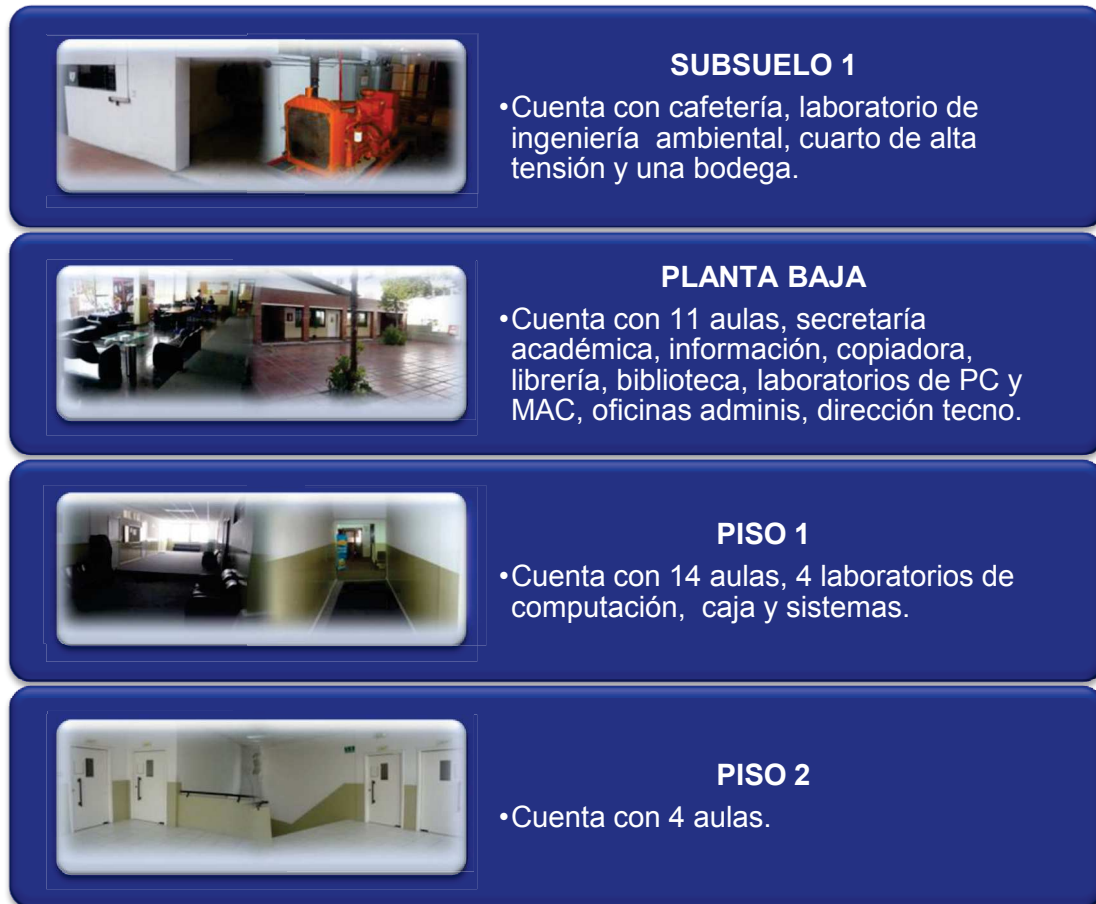 SUBSUELO 1
•Cuenta con cafetería, laboratorio de
ingeniería  ambiental, cuarto de alta
tensión y una bodega.
PLANTA BAJA
•Cuenta con 11 aulas, secretaría
académica, información, copiadora,
librería, biblioteca, laboratorios de PC y
MAC, oficinas adminis, dirección tecno.
PISO 1
•Cuenta con 14 aulas, 4 laboratorios de
computación,  caja y sistemas.
PISO 2
•Cuenta con 4 aulas.